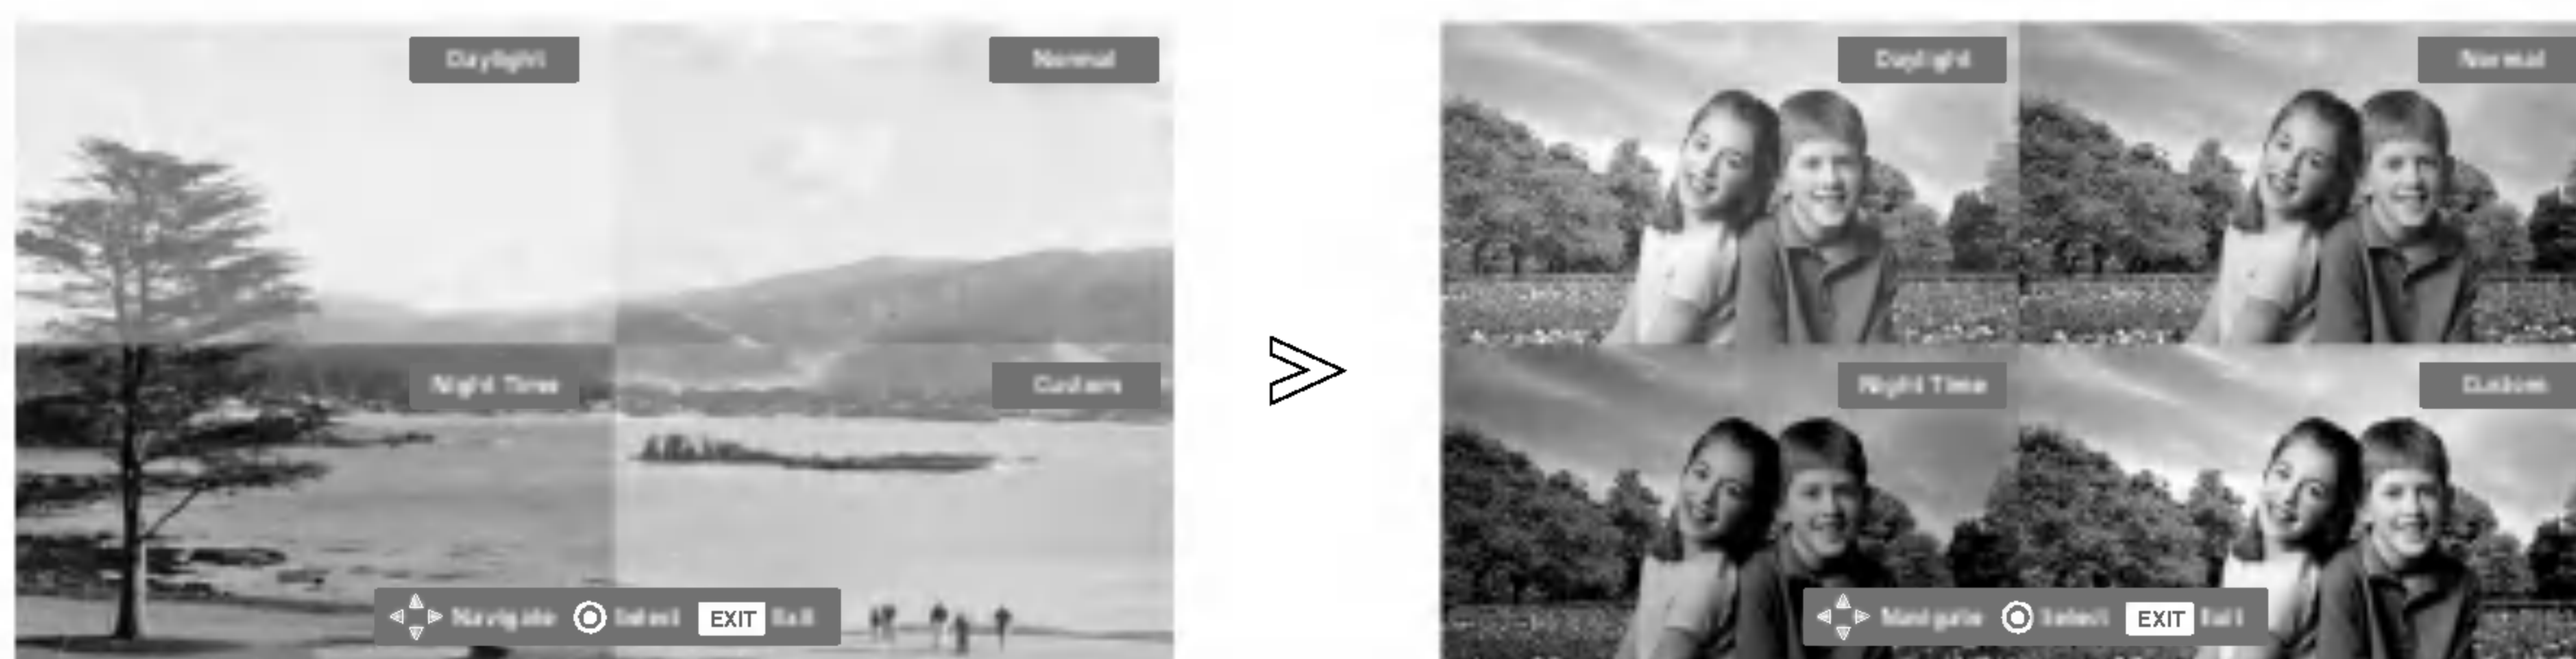 Daylight
Normal
Night Time
Custom
Navigate Select EXIT Exit
Daylight
Normal
Night Time
Custom
Navigate Select EXIT Exit